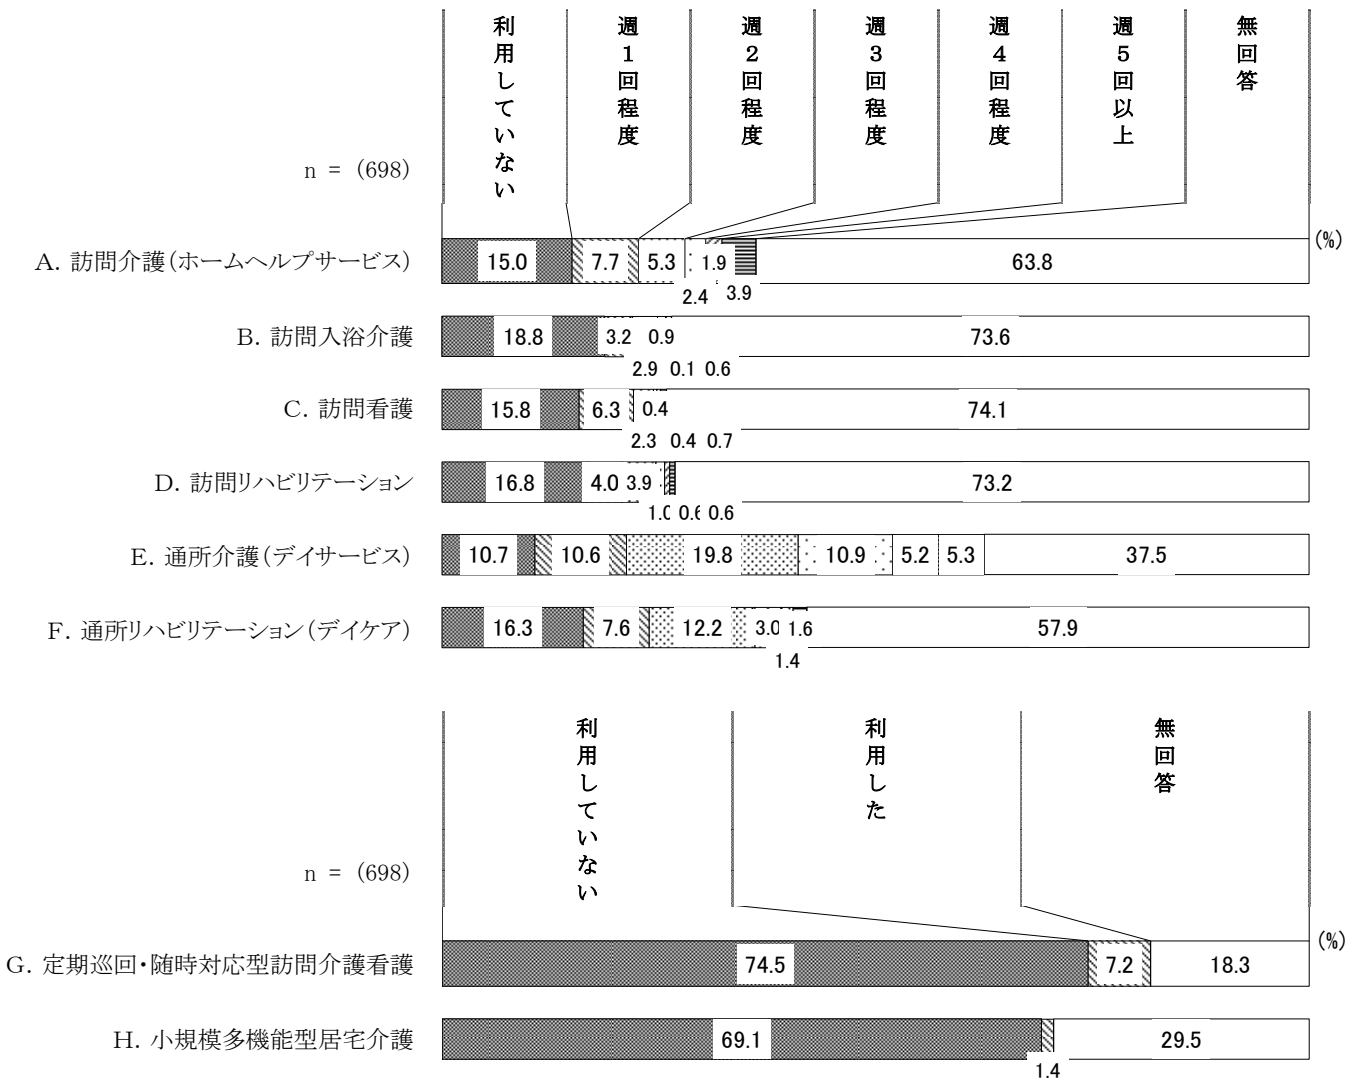 利用していない
週1回程度
週2回程度
週3回程度
週4回程度
週5回以上
無回答
n = (698)
(%)
A. 訪問介護(ホームヘルプサービス) 15.0 7.7 5.3 1.9 63.8
2.4 3.9
B. 訪問入浴介護 18.8 3.2 0.9 73.6
2.9 0.1 0.6
C. 訪問看護 15.8 6.3 0.4 74.1
2.3 0.4 0.7
D. 訪問リハビリテーション 16.8 4.0 3.9 73.2
1.0 0.6 0.6
E. 通所介護(デイサービス) 10.7 10.6 19.8 10.9 5.2 5.3 37.5
F. 通所リハビリテーション(デイケア) 16.3 7.6 12.2 3.0 1.6 57.9
1.4
利用していない
利用した
無回答
n = (698)
(%)
G. 定期巡回・随時対応型訪問介護看護 74.5 7.2 18.3
H. 小規模多機能型居宅介護 69.1 29.5
1.4